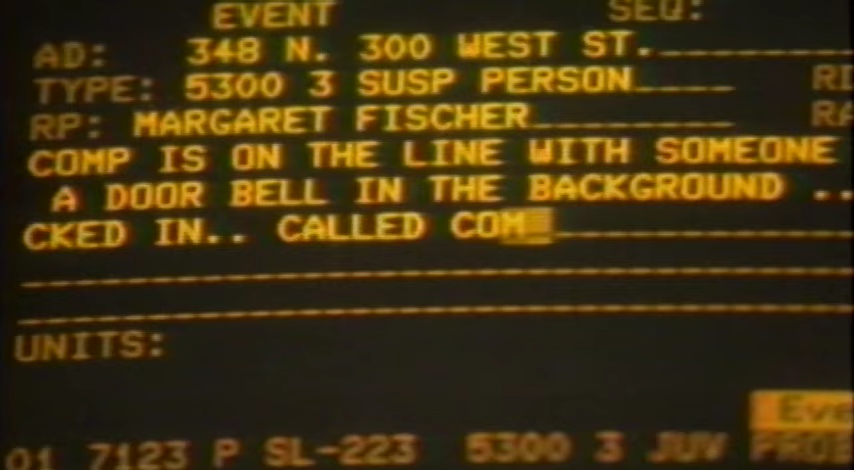 EVENT SEQ:
AD: 348 N. 300 WEST ST.
TYPE: 5300 3 SUSP PERSON
RP: MARGARET FISCHER
COMP IS ON THE LINE WITH SOMEONE
A DOOR BELL IN THE BACKGROUND ..
CKED IN.. CALLED COM
UNITS:
Eve
01 7123 P SL-223 5300 3 JUV PROB